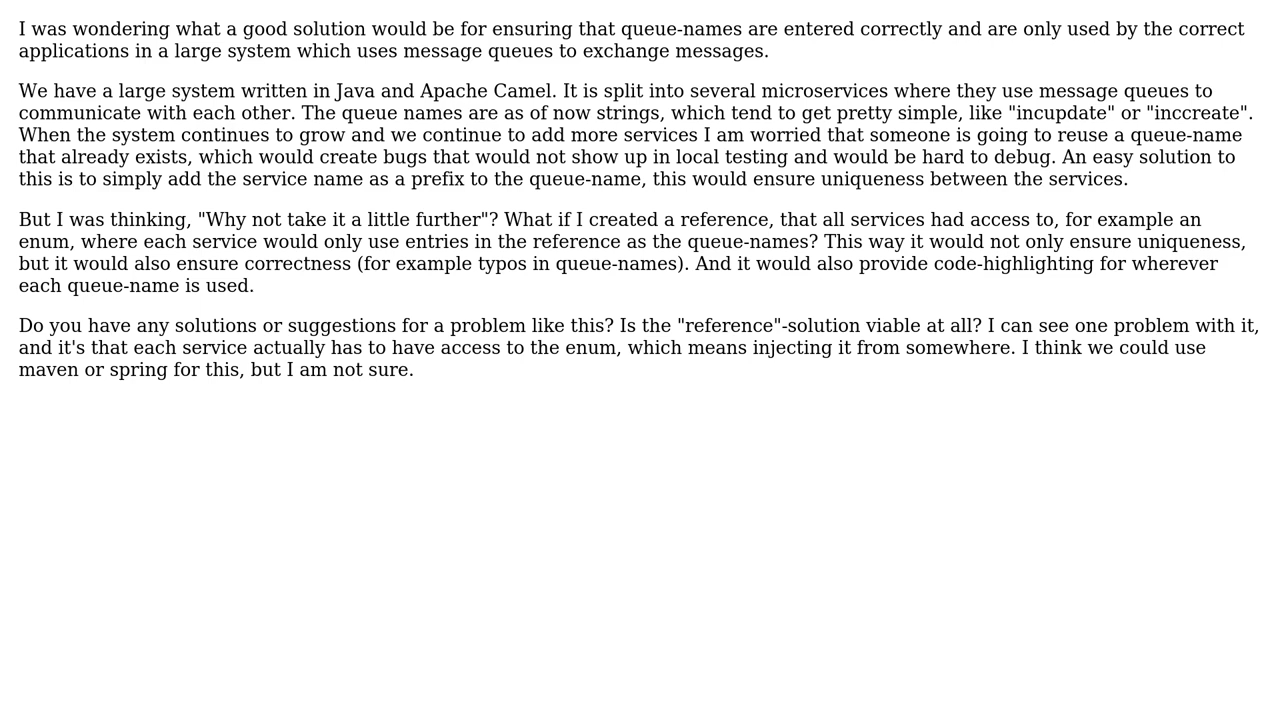 I was wondering what a good solution would be for ensuring that queue-names are entered correctly and are only used by the correct
applications in a large system which uses message queues to exchange messages.
We have a large system written in Java and Apache Camel. It is split into several microservices where they use message queues to
communicate with each other. The queue names are as of now strings, which tend to get pretty simple, like "incupdate" or "inccreate".
When the system continues to grow and we continue to add more services I am worried that someone is going to reuse a queue-name
that already exists, which would create bugs that would not show up in local testing and would be hard to debug. An easy solution to
this is to simply add the service name as a prefix to the queue-name, this would ensure uniqueness between the services.
But I was thinking, "Why not take it a little further"? What if I created a reference, that all services had access to, for example an
enum, where each service would only use entries in the reference as the queue-names? This way it would not only ensure uniqueness,
but it would also ensure correctness (for example typos in queue-names). And it would also provide code-highlighting for wherever
each queue-name is used.
Do you have any solutions or suggestions for a problem like this? Is the "reference"-solution viable at all? I can see one problem with it,
and it's that each service actually has to have access to the enum, which means injecting it from somewhere. I think we could use
maven or spring for this, but I am not sure.